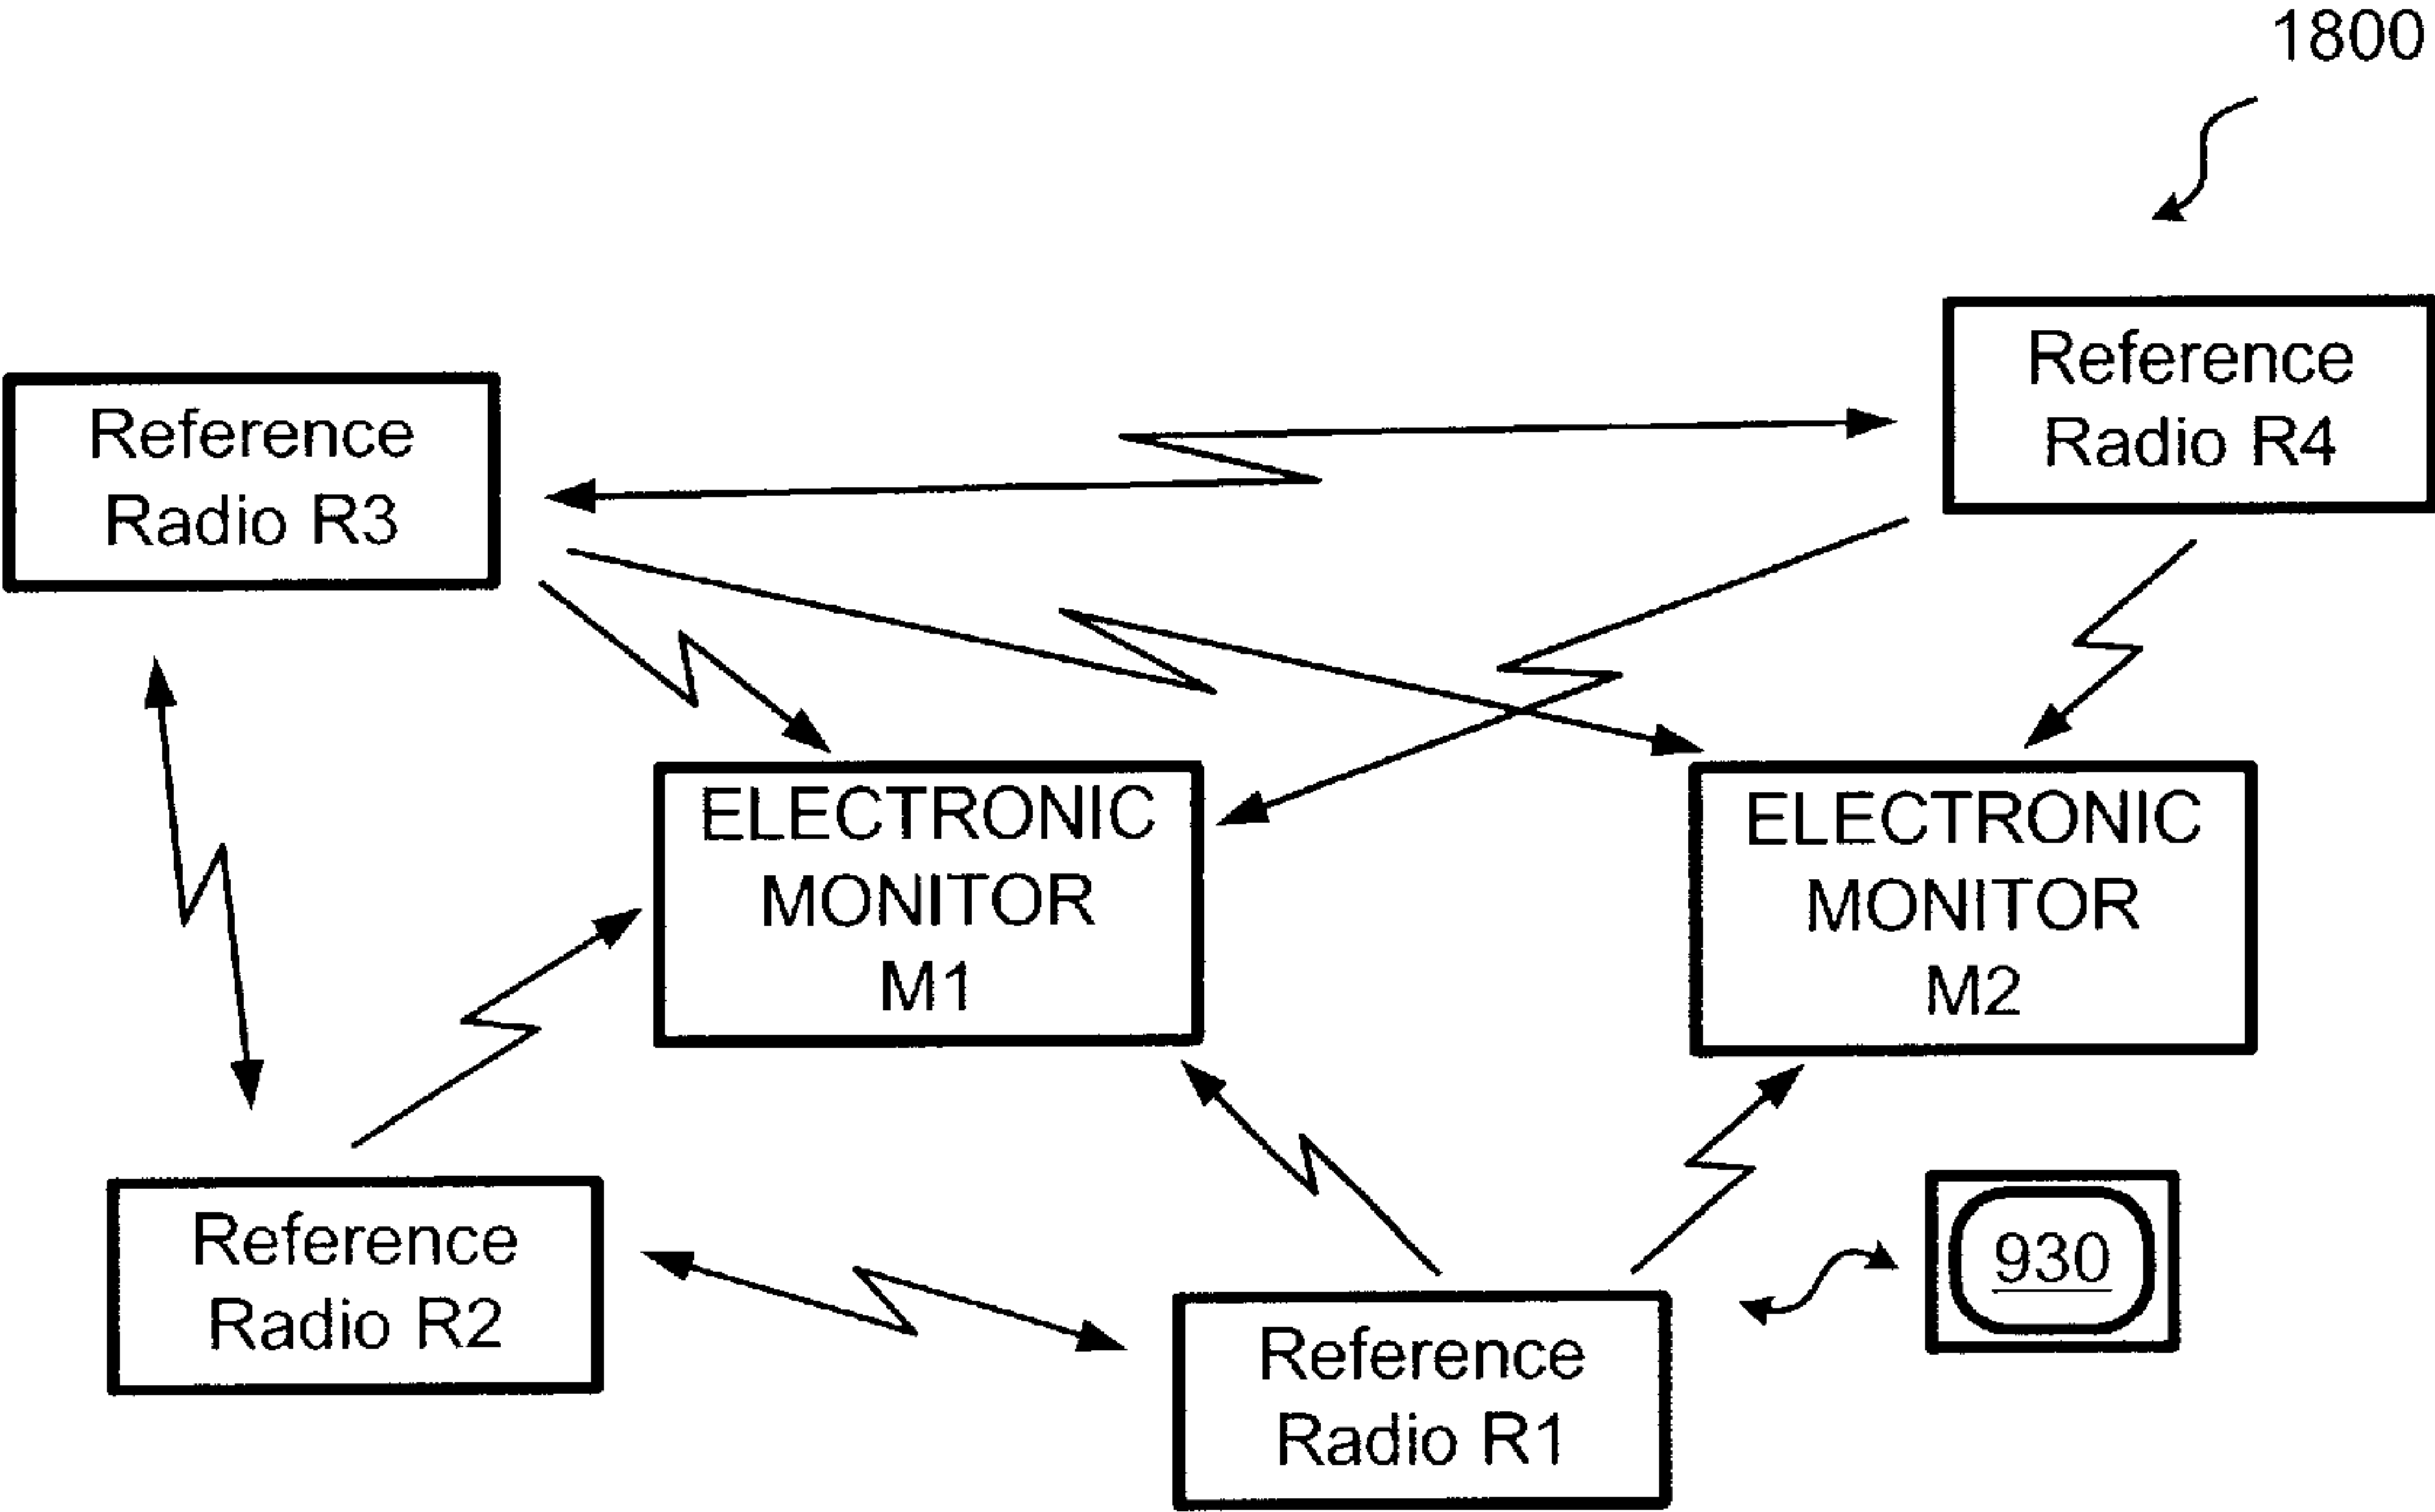 1800
Reference
Radio R4
Reference
Radio R3
ELECTRONIC
MONITOR
M1
ELECTRONIC
MONITOR
M2
Reference
Radio R2
930
Reference
Radio R1